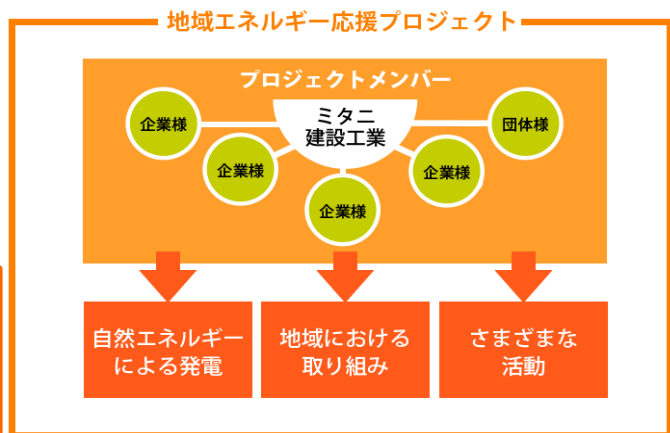 地域エネルギー応援プロジェクト
プロジェクトメンバー
ミタニ
建設工業
企業様
団体様
企業様
企業様
企業様
自然エネルギー
による発電
地域における
取り組み
さまざまな
活動